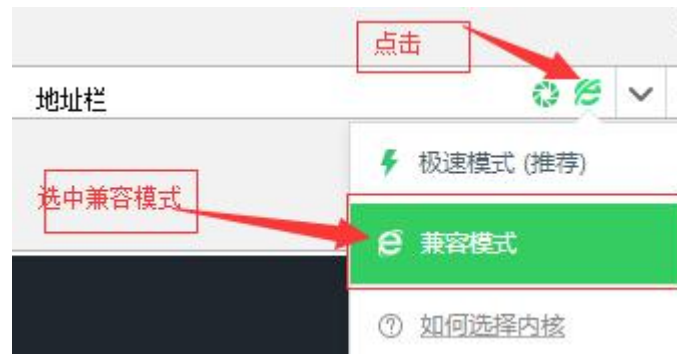 点击
地址栏
极速模式 (推荐)
选中兼容模式
兼容模式
如何选择内核